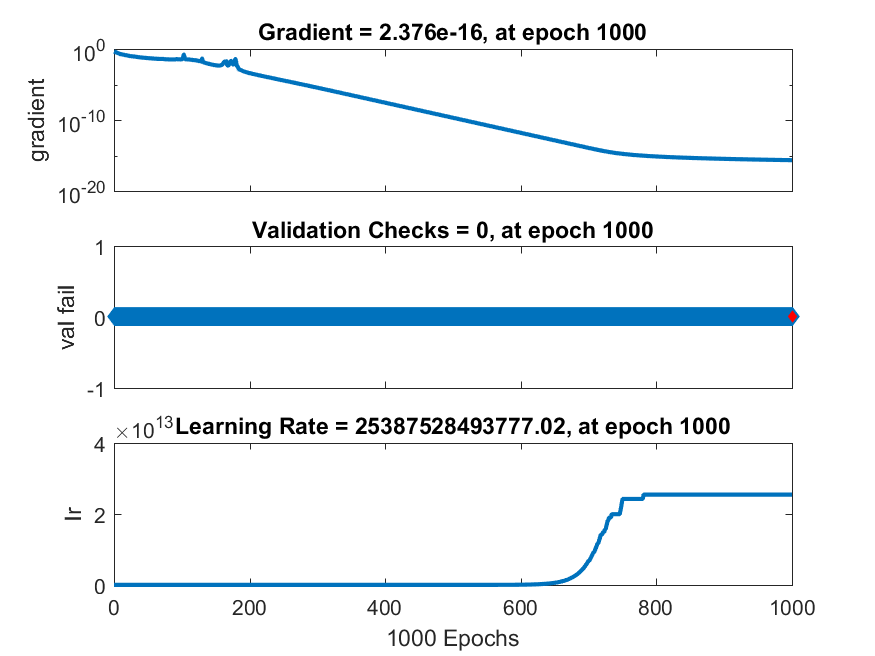 Gradient = 2.376e-16, at epoch 1000
10^0
10^-10
10^-20
gradient
Validation Checks = 0, at epoch 1000
1
0
-1
val fail
×10^13
Learning Rate = 25387528493777.02, at epoch 1000
4
2
0
lr
0 200 400 600 800 1000
1000 Epochs